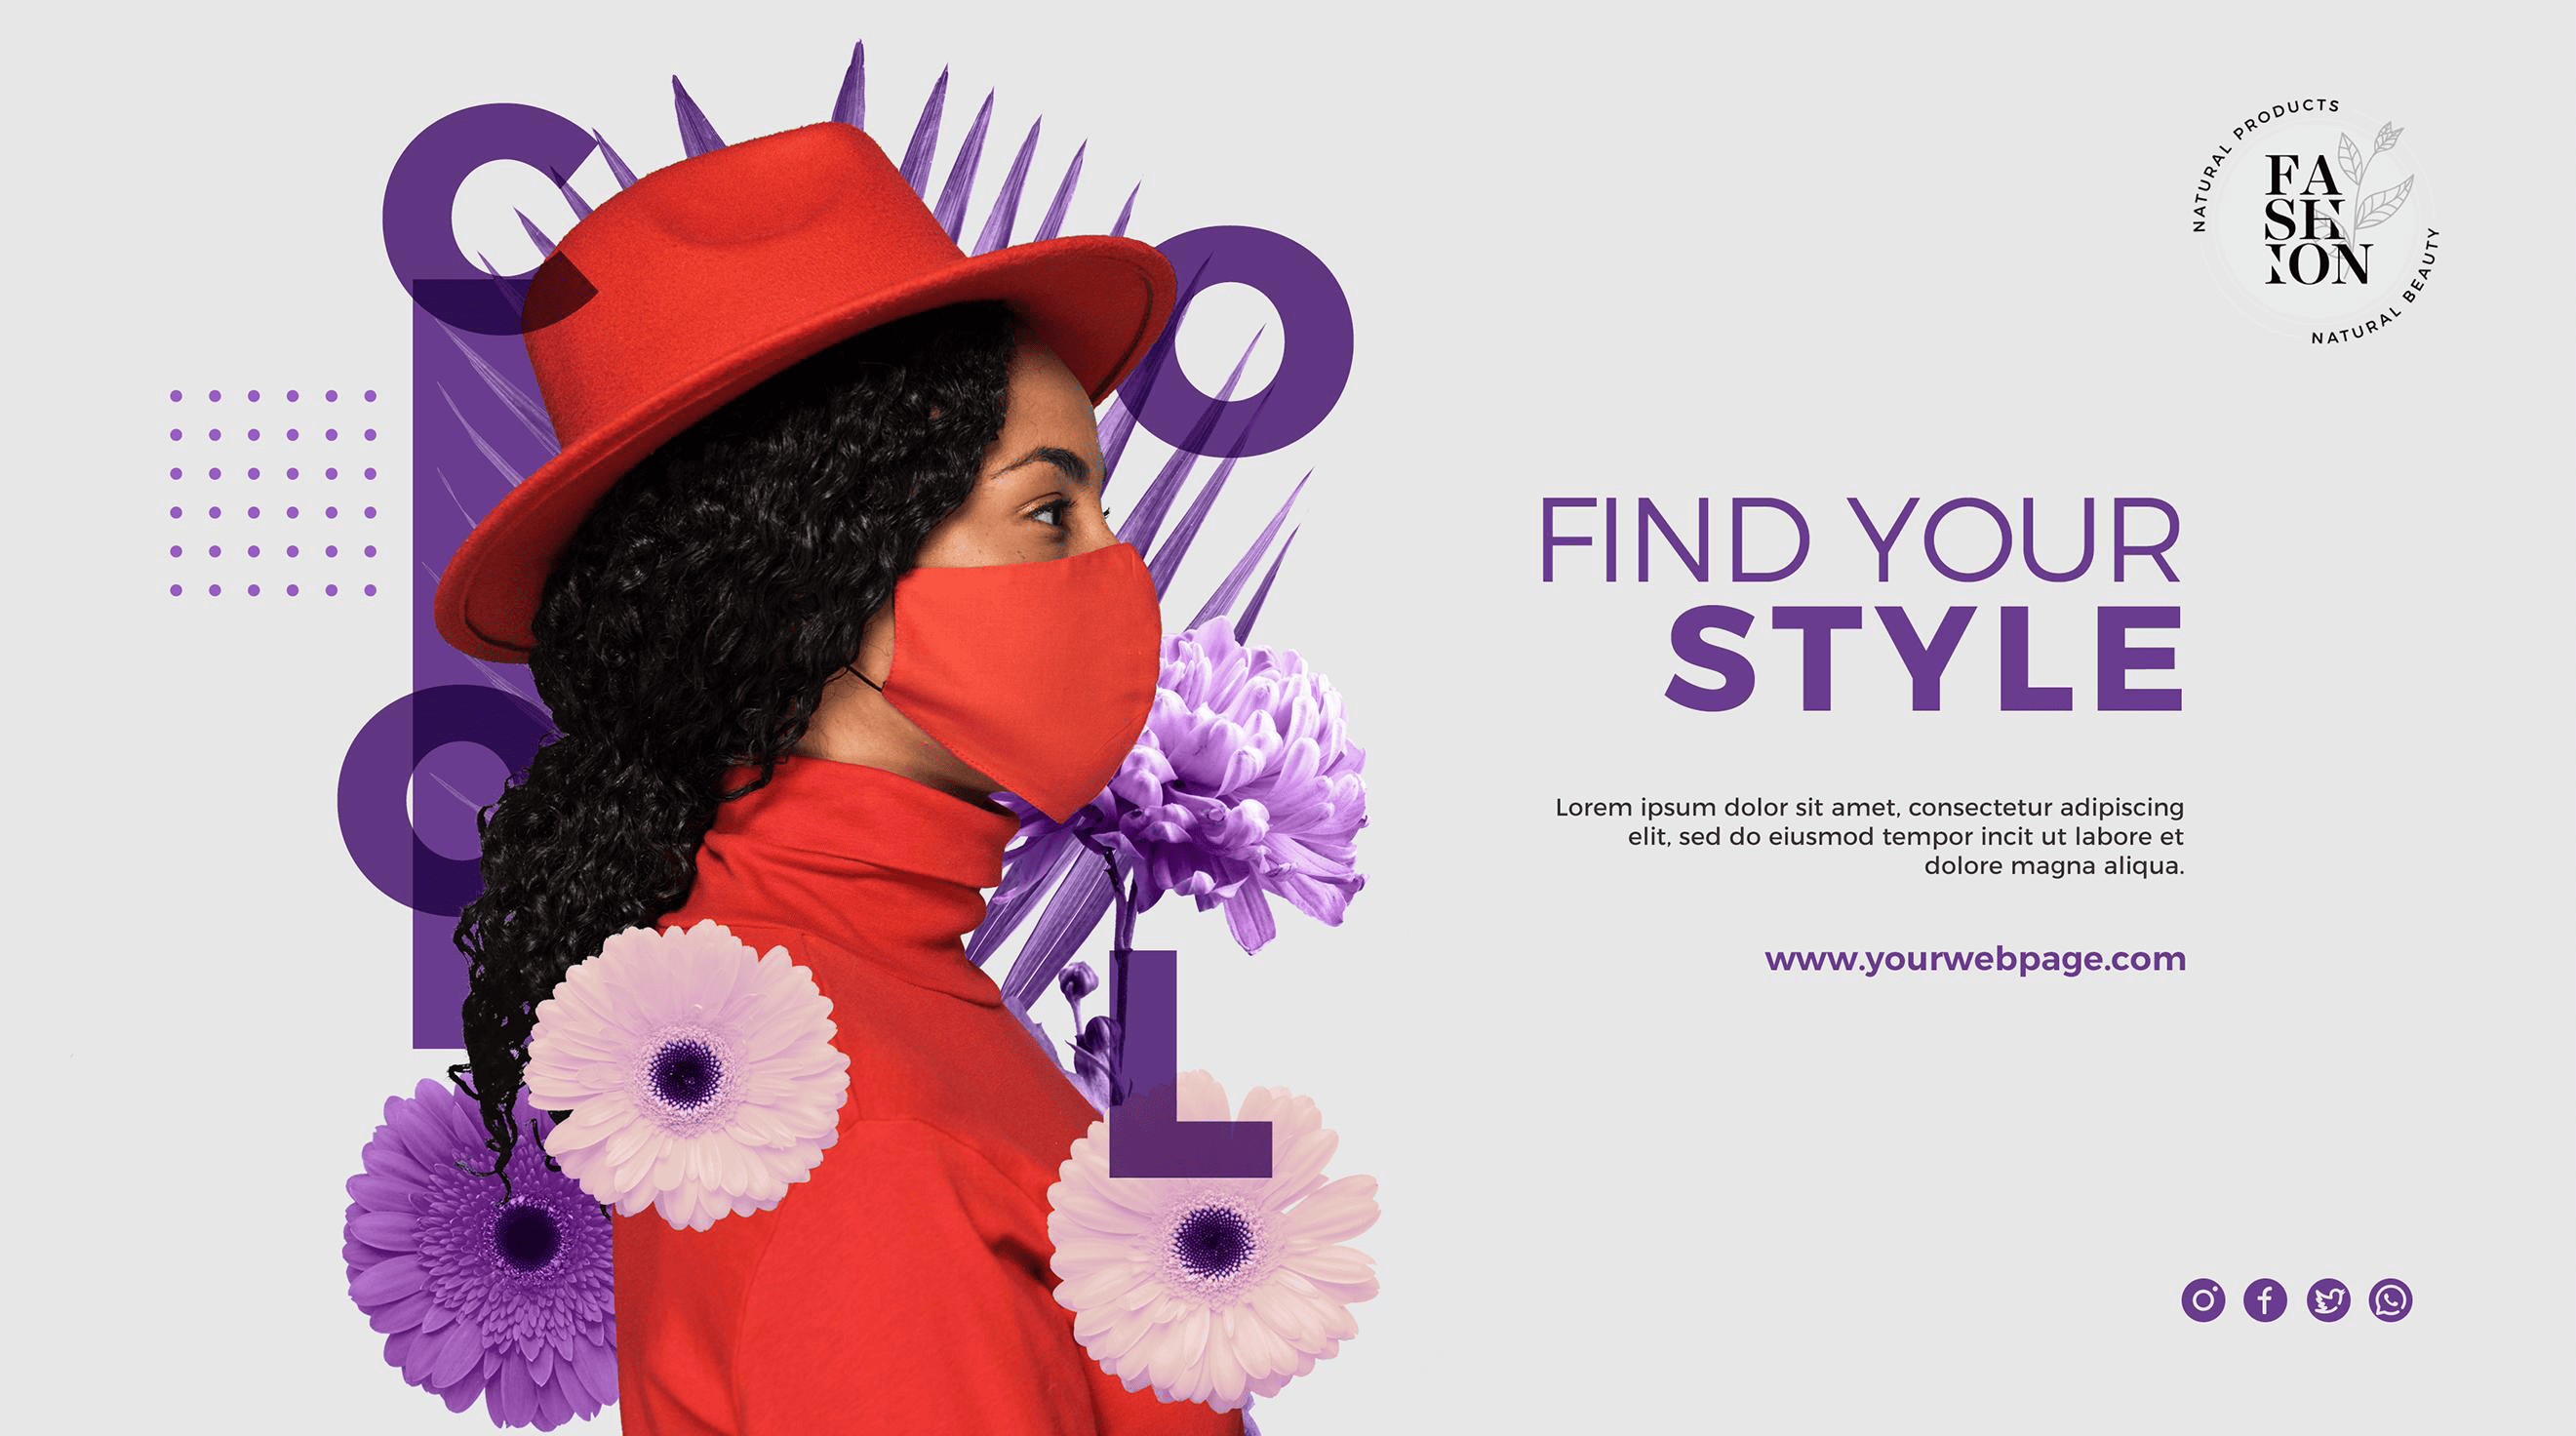 C
O
O
L
NATURAL PRODUCTS
FA
SH
ION
NATURAL BEAUTY
FIND YOUR
STYLE
Lorem ipsum dolor sit amet, consectetur adipiscing
elit, sed do eiusmod tempor incit ut labore et
dolore magna aliqua.
www.yourwebpage.com